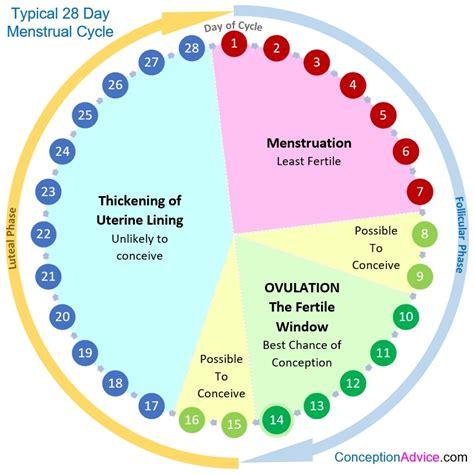 Typical 28 Day
Menstrual Cycle
Day of Cycle
1
2
3
4
5
6
7
8
9
10
11
12
13
14
15
16
17
18
19
20
21
22
23
24
25
26
27
28
Menstruation
Least Fertile
Possible
To
Conceive
OVULATION
The Fertile
Window
Best Chance of
Conception
Possible
To
Conceive
Thickening of
Uterine Lining
Unlikely to
conceive
Luteal Phase
Follicular Phase
ConceptionAdvice.com